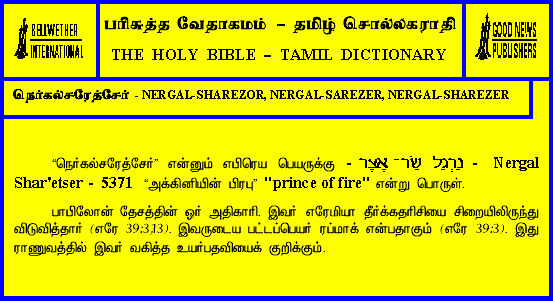 BELLWETHER
INTERNATIONAL
பரிசுத்த வேதாகமம் – தமிழ் சொல்லகராதி
THE HOLY BIBLE – TAMIL DICTIONARY
GOOD NEWS
PUBLISHERS
நெர்கல்சரேத்சேர் - NERGAL-SHAREZOR, NERGAL-SAREZER, NERGAL-SHAREZER
“நெர்கல்சரேத்சேர்” என்னும் எபிரெய பெயருக்கு - נֵרְגַל שַׂר־ אֶצֶר - Nergal
Shar'etser - 5371 “அக்கினியின் பிரபு” "prince of fire" என்று பொருள்.
பாபிலோன் தேசத்தின் ஓர் அதிகாரி. இவர் எரேமியா தீர்க்கதரிசியை சிறையிலிருந்து
விடுவித்தார் (எரே 39:3,13). இவருடைய பட்டப்பெயர் ரப்மாக் என்பதாகும் (எரே 39:3). இது
ராணுவத்தில் இவர் வகித்த உயர்பதவியைக் குறிக்கும்.